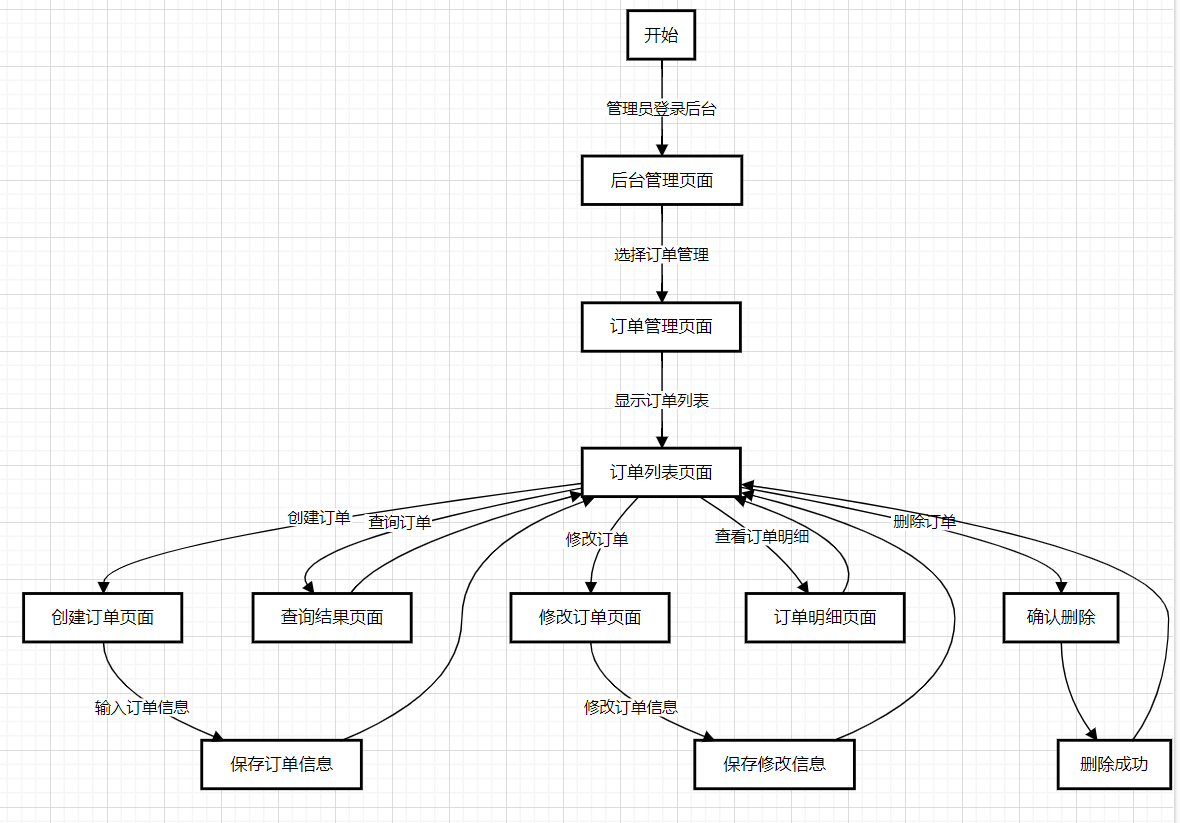 开始
管理员登录后台
后台管理页面
选择订单管理
订单管理页面
显示订单列表
订单列表页面
创建订单
查询订单
修改订单
查看订单明细
删除订单
创建订单页面
查询结果页面
修改订单页面
订单明细页面
确认删除
输入订单信息
修改订单信息
保存订单信息
保存修改信息
删除成功